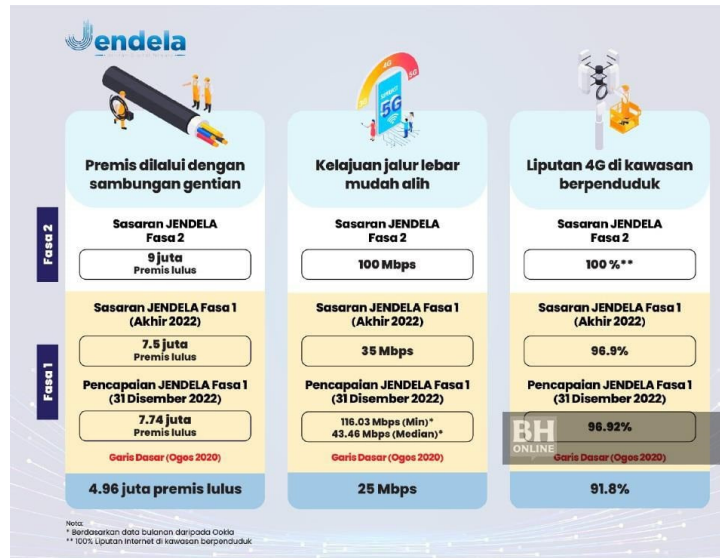 Jendela
4G
5G
5G
Premis dilalui dengan
sambungan gentian
Kelajuan jalur lebar
mudah alih
Liputan 4G di kawasan
berpenduduk
Fasa 2
Sasaran JENDELA
Fasa 2
9 juta
Premis lulus
Sasaran JENDELA
Fasa 2
100 Mbps
Sasaran JENDELA
Fasa 2
100 %**
Fasa 1
Sasaran JENDELA Fasa 1
(Akhir 2022)
7.5 juta
Premis lulus
Sasaran JENDELA Fasa 1
(Akhir 2022)
35 Mbps
Sasaran JENDELA Fasa 1
(Akhir 2022)
96.9%
Pencapaian JENDELA Fasa 1
(31 Disember 2022)
7.74 juta
Premis lulus
Pencapaian JENDELA Fasa 1
(31 Disember 2022)
116.03 Mbps (Min)*
43.46 Mbps (Median)*
Pencapaian JENDELA Fasa 1
(31 Disember 2022)
96.92%
BH
ONLINE
Garis Dasar (Ogos 2020)
4.96 juta premis lulus
Garis Dasar (Ogos 2020)
25 Mbps
Garis Dasar (Ogos 2020)
91.8%
Nota:
* Berdasarkan data bulanan daripada Ookla
** 100% Liputan Internet di kawasan berpenduduk